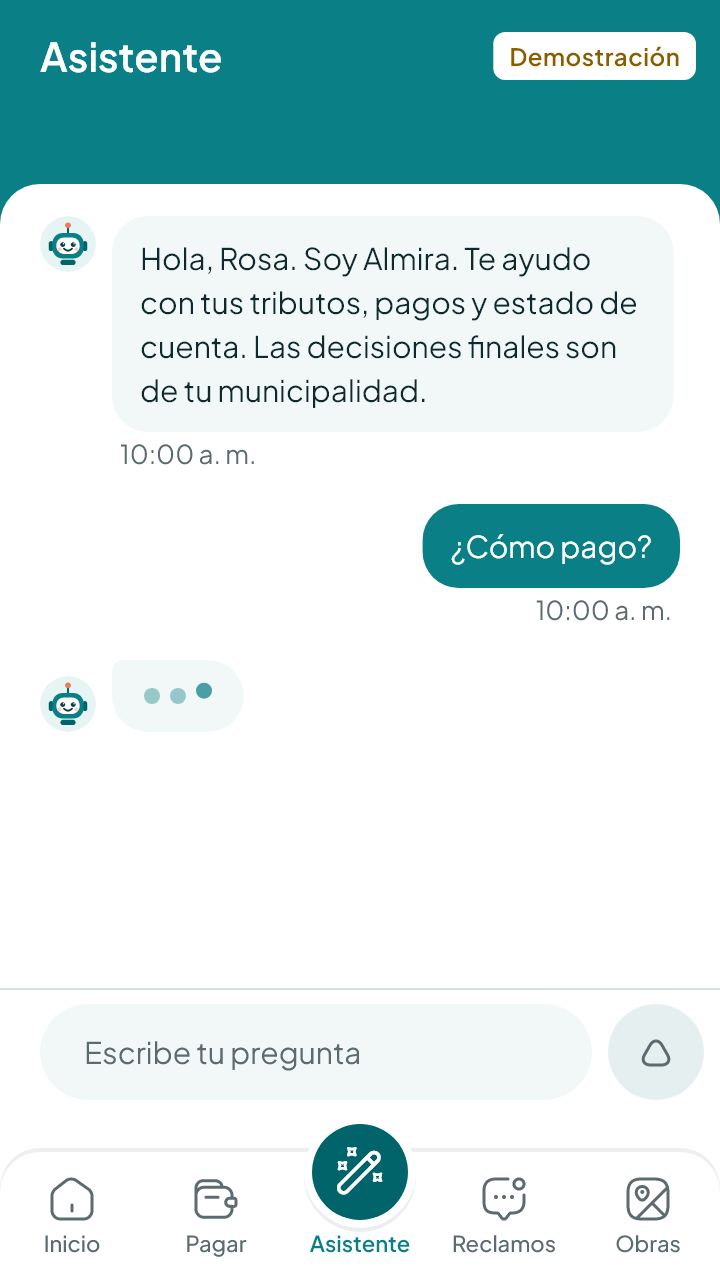 Asistente
Demostración
Hola, Rosa. Soy Almira. Te ayudo
con tus tributos, pagos y estado de
cuenta. Las decisiones finales son
de tu municipalidad.
10:00 a. m.
¿Cómo pago?
10:00 a. m.
Escribe tu pregunta
Inicio
Pagar
Asistente
Reclamos
Obras